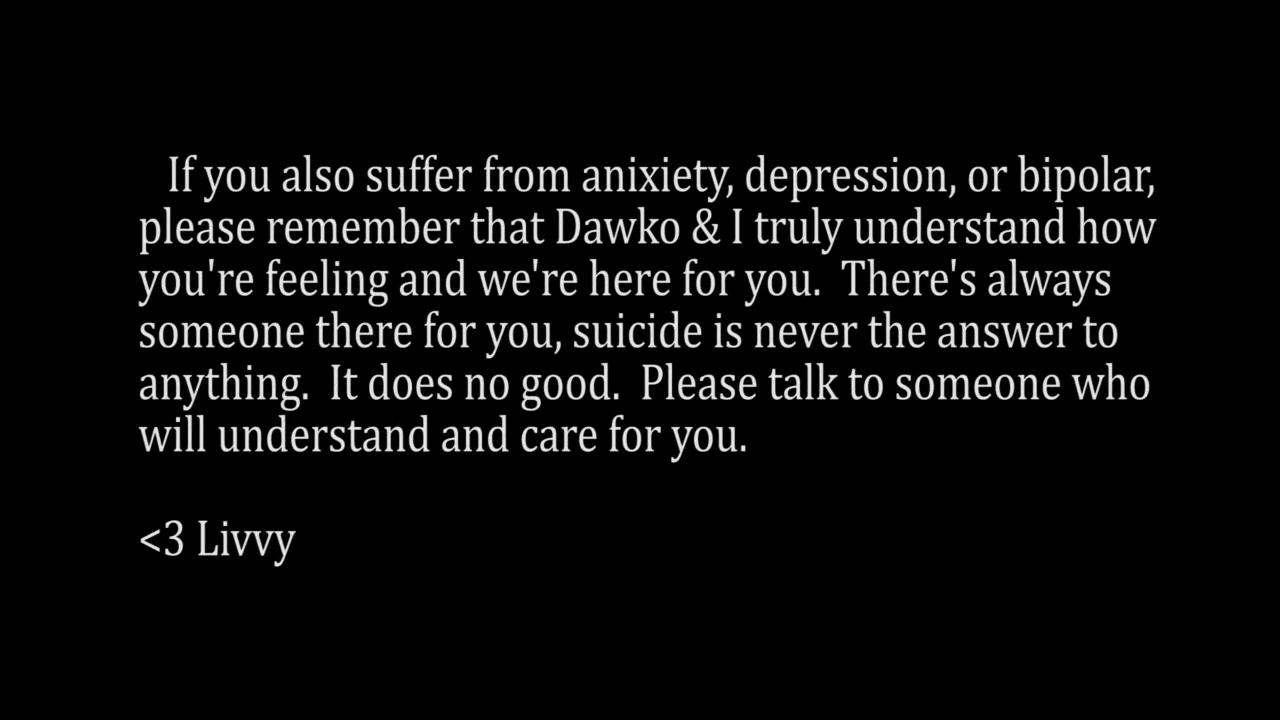 If you also suffer from anixiety, depression, or bipolar,
please remember that Dawko & I truly understand how
you're feeling and we're here for you.  There's always
someone there for you, suicide is never the answer to
anything.  It does no good.  Please talk to someone who
will understand and care for you.
<3 Livvy